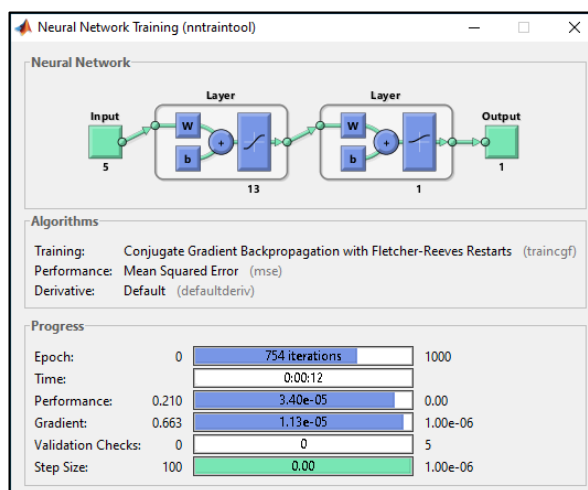 Neural Network Training (nntraintool)
Neural Network
Layer Layer
Input Output
W W
+ +
b b
5 13 1 1
Algorithms
Training: Conjugate Gradient Backpropagation with Fletcher-Reeves Restarts (traincgf)
Performance: Mean Squared Error (mse)
Derivative: Default (defaultderiv)
Progress
Epoch: 0 754 iterations 1000
Time: 0:00:12
Performance: 0.210 3.40e-05 0.00
Gradient: 0.663 1.13e-05 1.00e-06
Validation Checks: 0 0 5
Step Size: 100 0.00 1.00e-06